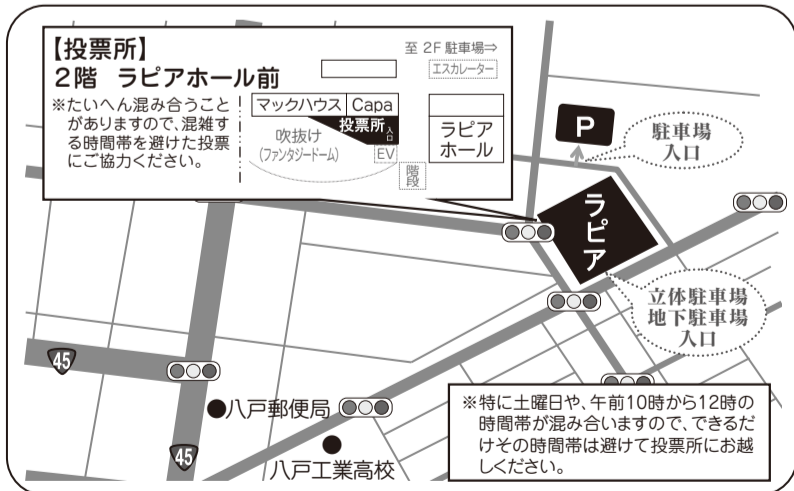 【投票所】
2階 ラピアホール前
※たいへん混み合うこと
がありますので、混雑す
る時間帯を避けた投票
にご協力ください。
至 2F 駐車場⇒
エスカレーター
マックハウス
Capa
投票所
入口
吹抜け
(ファンタジードーム)
EV
階段
ラピア
ホール
P
駐車場
入口
ラピア
立体駐車場
地下駐車場
入口
45
45
八戸郵便局
八戸工業高校
※特に土曜日や、午前10時から12時の
時間帯が混み合いますので、できるだ
けその時間帯は避けて投票所にお越
しください。